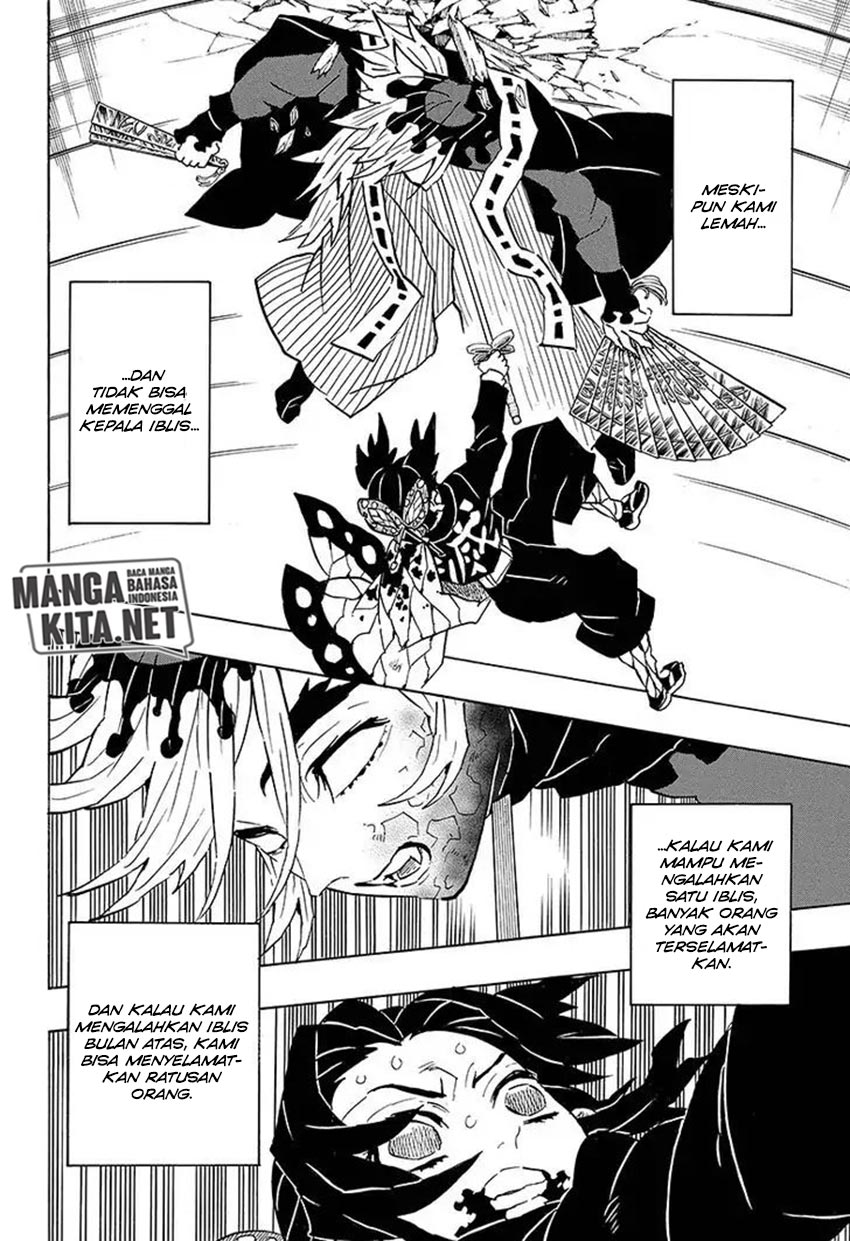 MESKI-
PUN KAMI
LEMAH...
...DAN
TIDAK BISA
MEMENGGAL
KEPALA IBLIS...
MANGA
BACA MANGA
BAHASA
INDONESIA
KITA.NET
...KALAU KAMI
MAMPU ME-
NGALAHKAN
SATU IBLIS,
BANYAK ORANG
YANG AKAN
TERSELAMAT-
KAN.
DAN KALAU KAMI
MENGALAHKAN IBLIS
BULAN ATAS, KAMI
BISA MENYELAMAT-
KAN RATUSAN
ORANG.